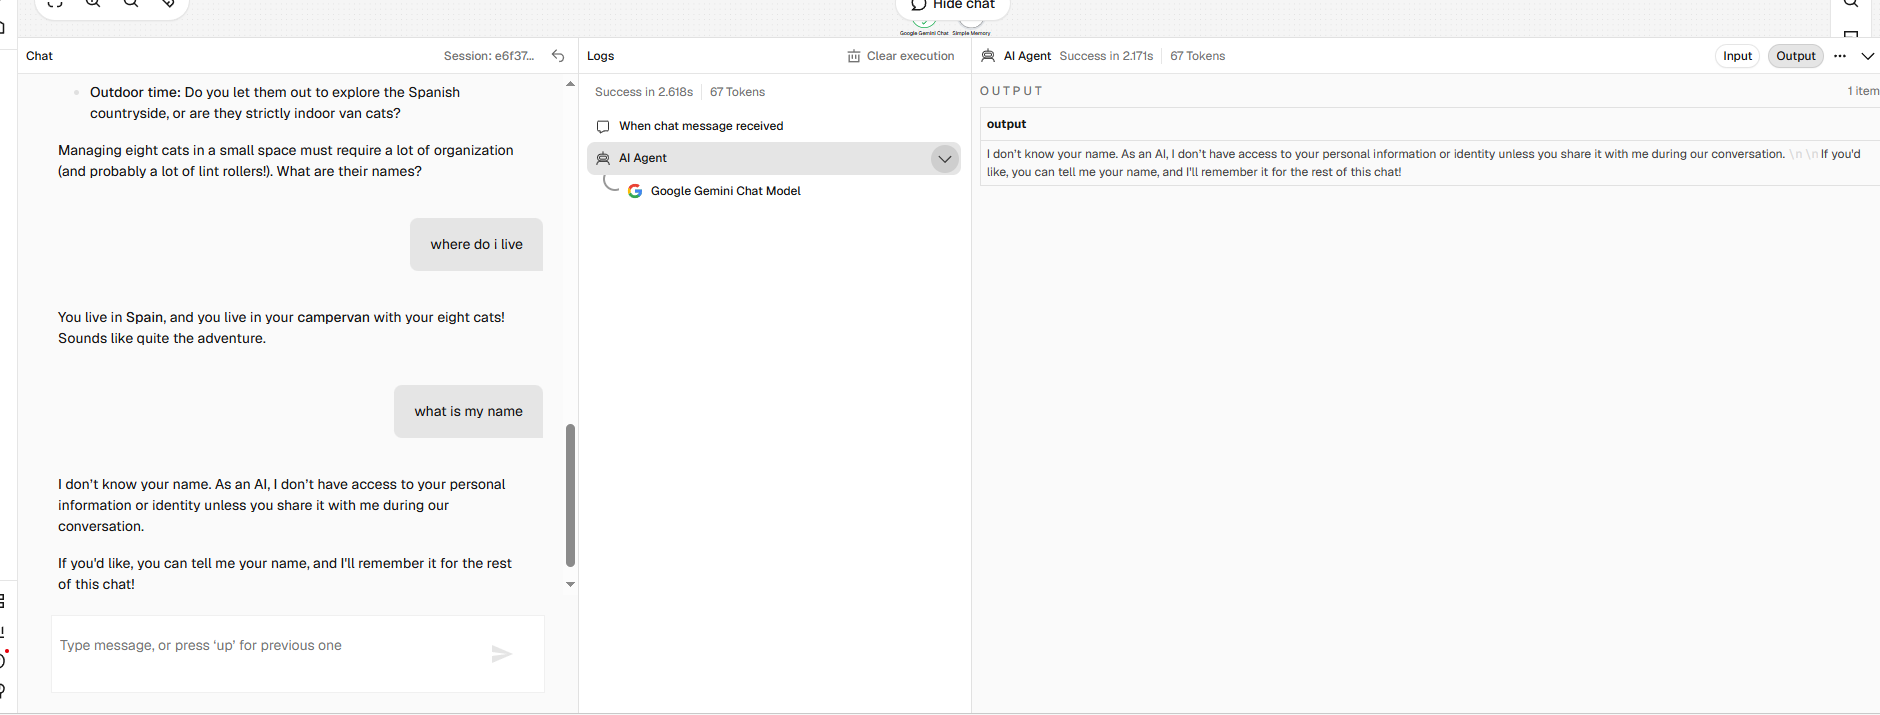 Hide chat
Google Gemini Chat Simple Memory
Chat
Session: e6f37...
Logs
Clear execution
AI Agent Success in 2.171s 67 Tokens
Input
Output
Outdoor time: Do you let them out to explore the Spanish
countryside, or are they strictly indoor van cats?
Managing eight cats in a small space must require a lot of organization
(and probably a lot of lint rollers!). What are their names?
where do i live
You live in Spain, and you live in your campervan with your eight cats!
Sounds like quite the adventure.
what is my name
I don't know your name. As an AI, I don't have access to your personal
information or identity unless you share it with me during our
conversation.
If you'd like, you can tell me your name, and I'll remember it for the rest
of this chat!
Type message, or press 'up' for previous one
Success in 2.618s 67 Tokens
When chat message received
AI Agent
Google Gemini Chat Model
OUTPUT
1 item
output
I don't know your name. As an AI, I don't have access to your personal information or identity unless you share it with me during our conversation. \n \n If you'd
like, you can tell me your name, and I'll remember it for the rest of this chat!